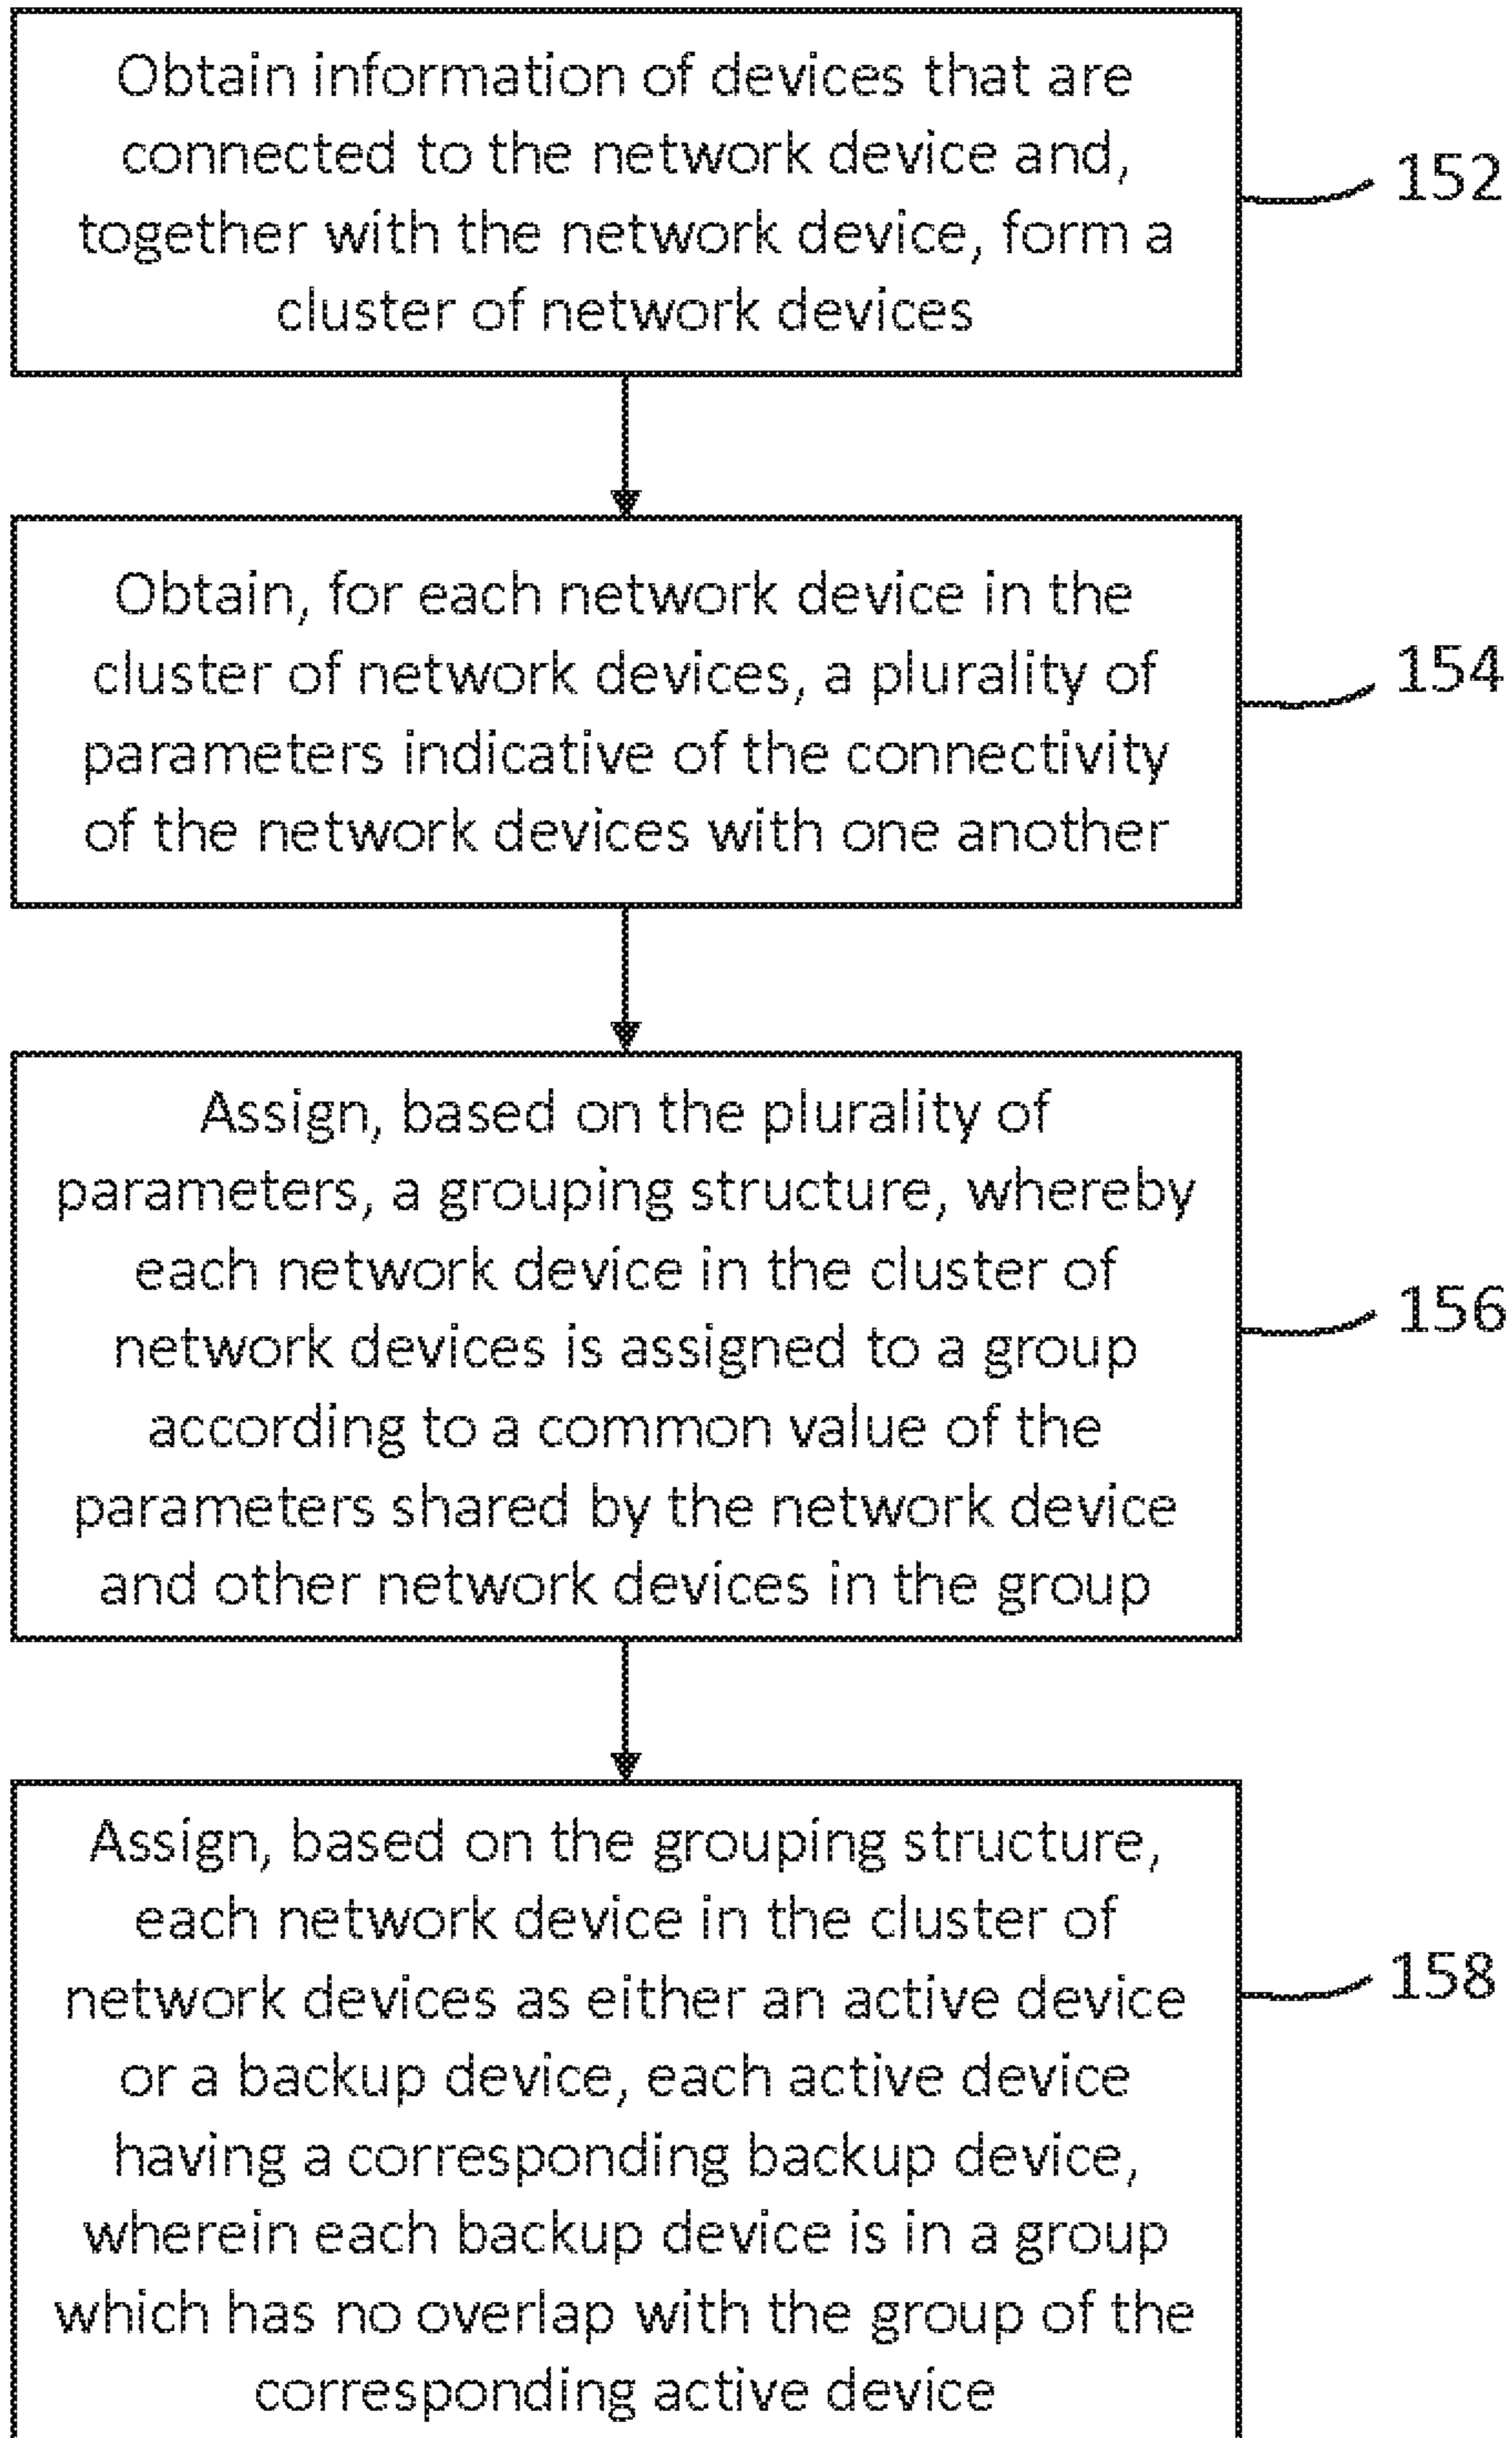 Obtain information of devices that are
connected to the network device and,
together with the network device, form a
cluster of network devices
152
Obtain, for each network device in the
cluster of network devices, a plurality of
parameters indicative of the connectivity
of the network devices with one another
154
Assign, based on the plurality of
parameters, a grouping structure, whereby
each network device in the cluster of
network devices is assigned to a group
according to a common value of the
parameters shared by the network device
and other network devices in the group
156
Assign, based on the grouping structure,
each network device in the cluster of
network devices as either an active device
or a backup device, each active device
having a corresponding backup device,
wherein each backup device is in a group
which has no overlap with the group of the
corresponding active device
158